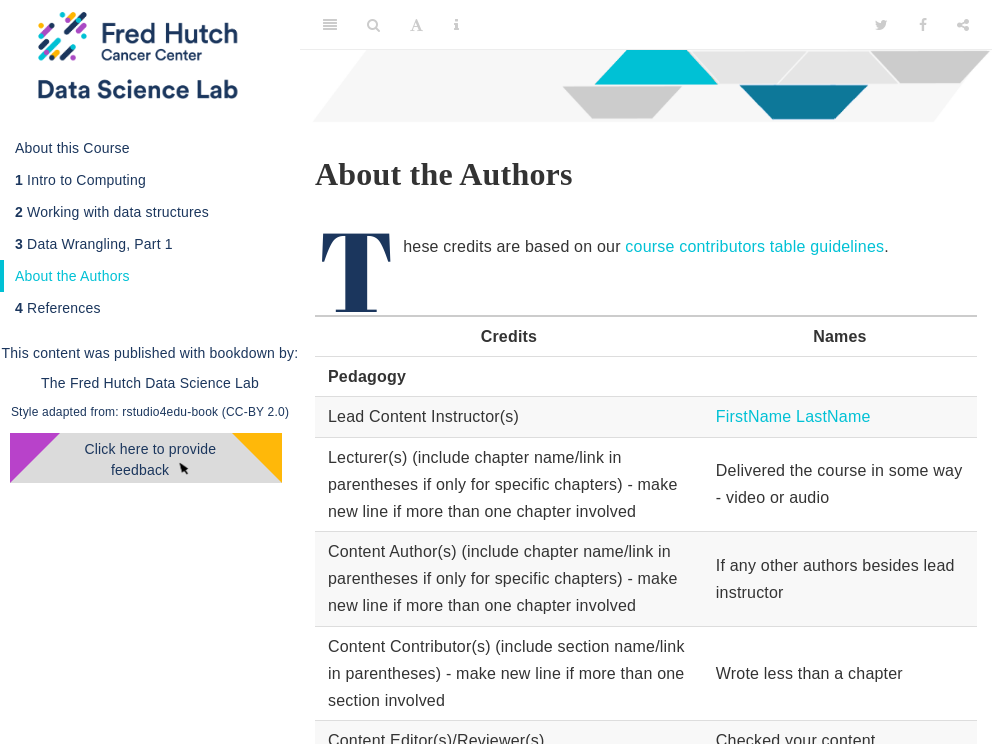 Fred Hutch
Cancer Center
Data Science Lab
About this Course
1 Intro to Computing
2 Working with data structures
3 Data Wrangling, Part 1
About the Authors
4 References
This content was published with bookdown by:
The Fred Hutch Data Science Lab
Style adapted from: rstudio4edu-book (CC-BY 2.0)
Click here to provide
feedback
A
i
About the Authors
These credits are based on our course contributors table guidelines.
Credits Names
Pedagogy
Lead Content Instructor(s) FirstName LastName
Lecturer(s) (include chapter name/link in
parentheses if only for specific chapters) - make
new line if more than one chapter involved
Delivered the course in some way
- video or audio
Content Author(s) (include chapter name/link in
parentheses if only for specific chapters) - make
new line if more than one chapter involved
If any other authors besides lead
instructor
Content Contributor(s) (include section name/link
in parentheses) - make new line if more than one
section involved
Wrote less than a chapter
Content Editor(s)/Reviewer(s) Checked your content